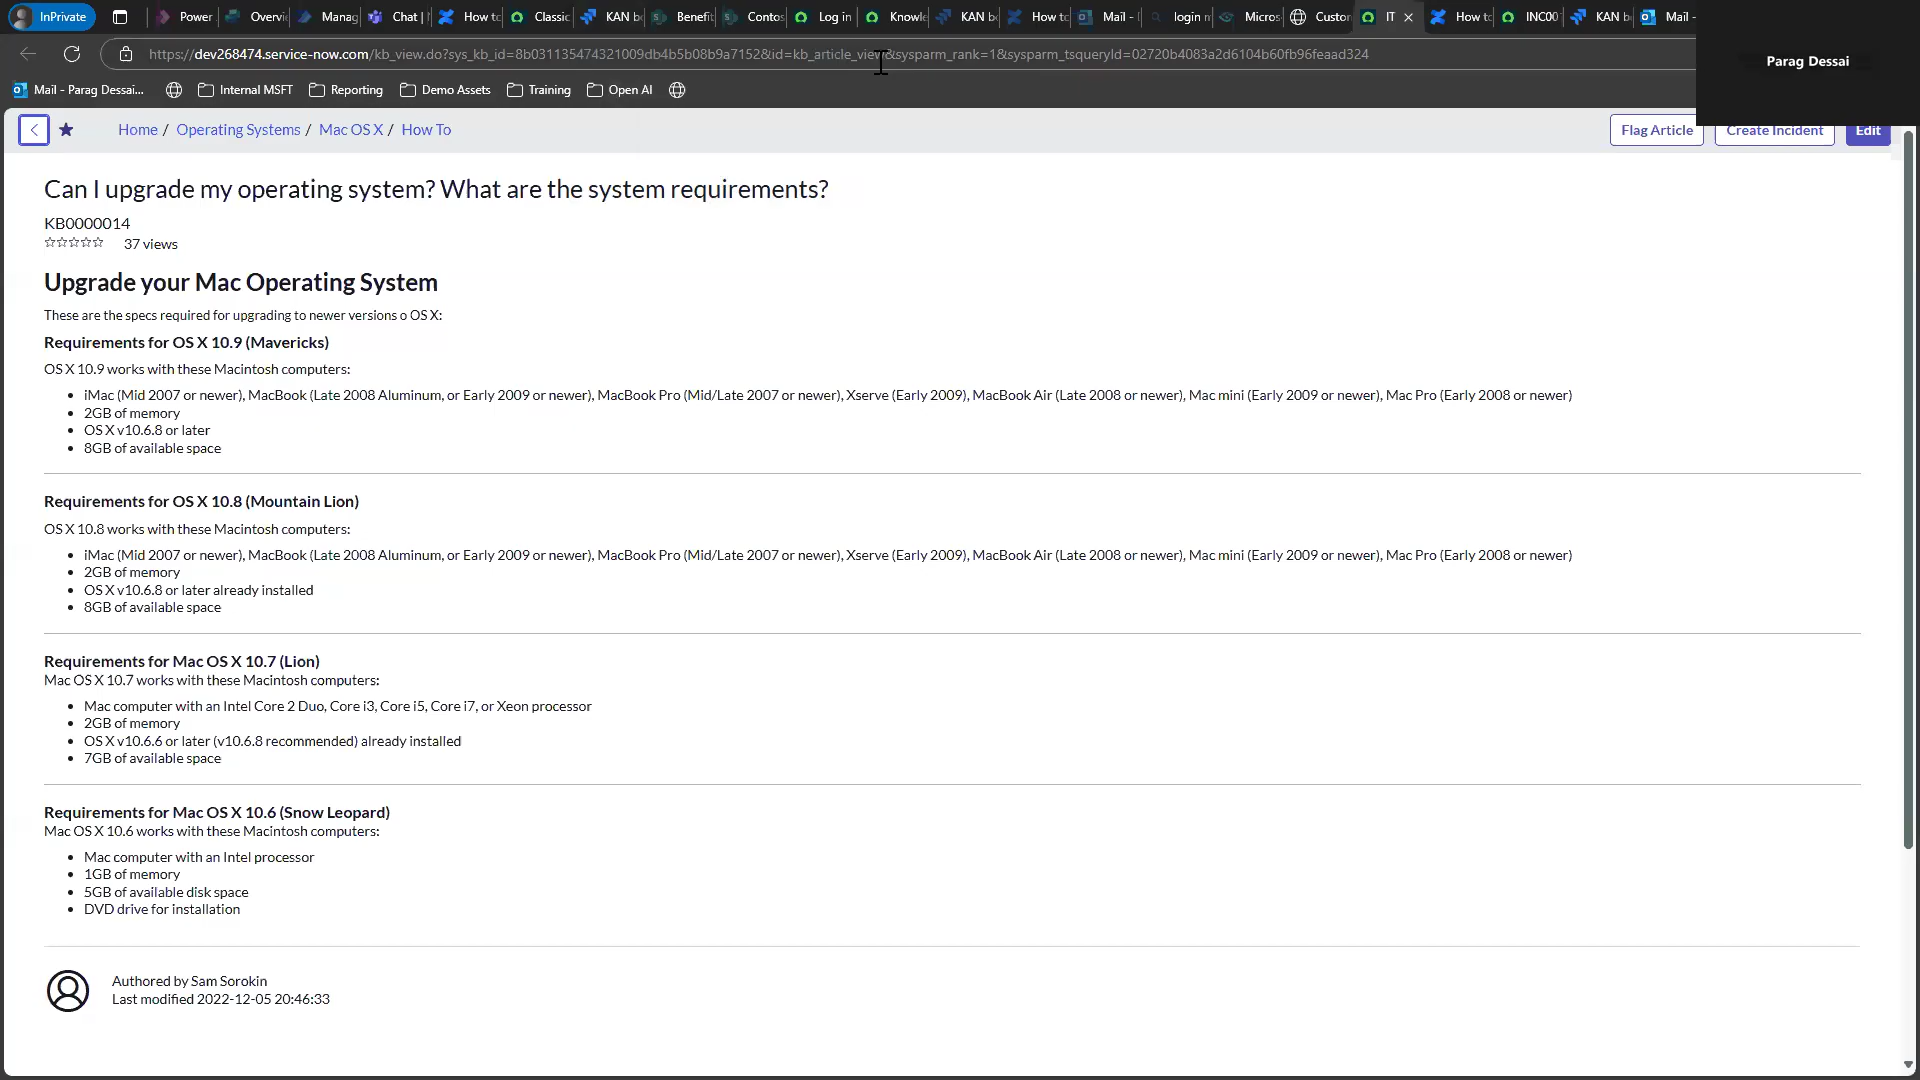 InPrivate Power Overvi Manag Chat | How to Classic KAN bo Benefit Contos Log in Knowle KAN bo How to Mail - login m Micros Custon IT How to INC00 KAN bo Mail -
https://dev268474.service-now.com/kb_view.do?sys_kb_id=8b031135474321009db4b5b08b9a7152&id=kb_article_view&sysparm_rank=1&sysparm_tsqueryId=02720b4083a2d6104b60fb96feaad324
Parag Dessai
Mail - Parag Dessai... Internal MSFT Reporting Demo Assets Training Open AI
Home / Operating Systems / Mac OS X / How To
Flag Article Create Incident Edit
Can I upgrade my operating system? What are the system requirements?
KB0000014
37 views
Upgrade your Mac Operating System
These are the specs required for upgrading to newer versions o OS X:
Requirements for OS X 10.9 (Mavericks)
OS X 10.9 works with these Macintosh computers:
iMac (Mid 2007 or newer), MacBook (Late 2008 Aluminum, or Early 2009 or newer), MacBook Pro (Mid/Late 2007 or newer), Xserve (Early 2009), MacBook Air (Late 2008 or newer), Mac mini (Early 2009 or newer), Mac Pro (Early 2008 or newer)
2GB of memory
OS X v10.6.8 or later
8GB of available space
Requirements for OS X 10.8 (Mountain Lion)
OS X 10.8 works with these Macintosh computers:
iMac (Mid 2007 or newer), MacBook (Late 2008 Aluminum, or Early 2009 or newer), MacBook Pro (Mid/Late 2007 or newer), Xserve (Early 2009), MacBook Air (Late 2008 or newer), Mac mini (Early 2009 or newer), Mac Pro (Early 2008 or newer)
2GB of memory
OS X v10.6.8 or later already installed
8GB of available space
Requirements for Mac OS X 10.7 (Lion)
Mac OS X 10.7 works with these Macintosh computers:
Mac computer with an Intel Core 2 Duo, Core i3, Core i5, Core i7, or Xeon processor
2GB of memory
OS X v10.6.6 or later (v10.6.8 recommended) already installed
7GB of available space
Requirements for Mac OS X 10.6 (Snow Leopard)
Mac OS X 10.6 works with these Macintosh computers:
Mac computer with an Intel processor
1GB of memory
5GB of available disk space
DVD drive for installation
Authored by Sam Sorokin
Last modified 2022-12-05 20:46:33